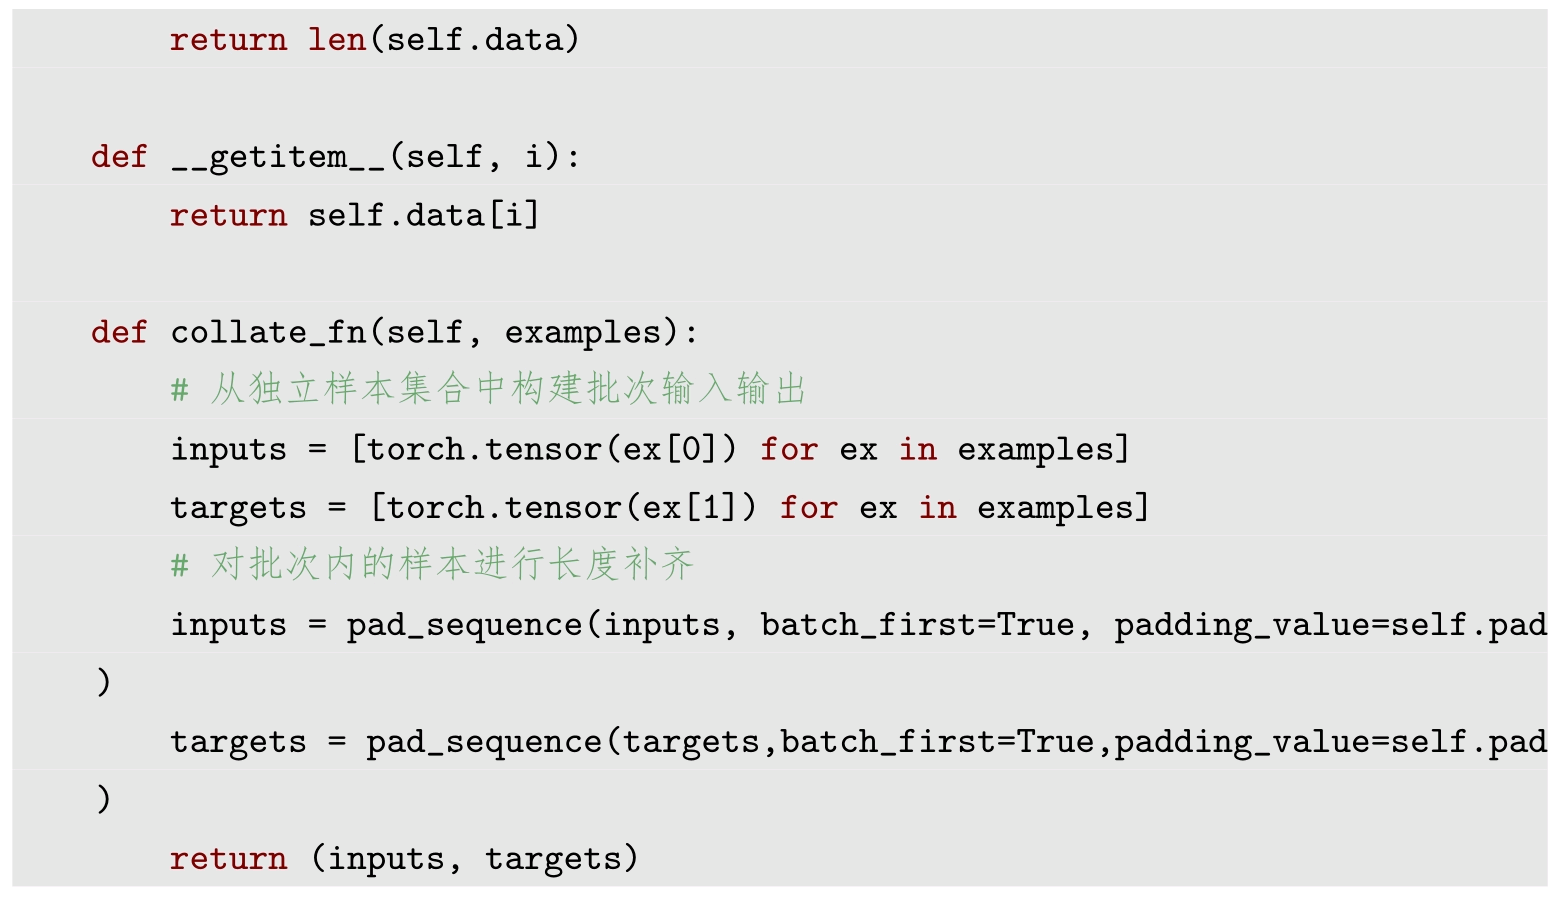 return len(self.data)

    def __getitem__(self, i):
        return self.data[i]

    def collate_fn(self, examples):
        # 从独立样本集合中构建批次输入输出
        inputs = [torch.tensor(ex[0]) for ex in examples]
        targets = [torch.tensor(ex[1]) for ex in examples]
        # 对批次内的样本进行长度补齐
        inputs = pad_sequence(inputs, batch_first=True, padding_value=self.pad
    )
        targets = pad_sequence(targets,batch_first=True,padding_value=self.pad
    )
        return (inputs, targets)